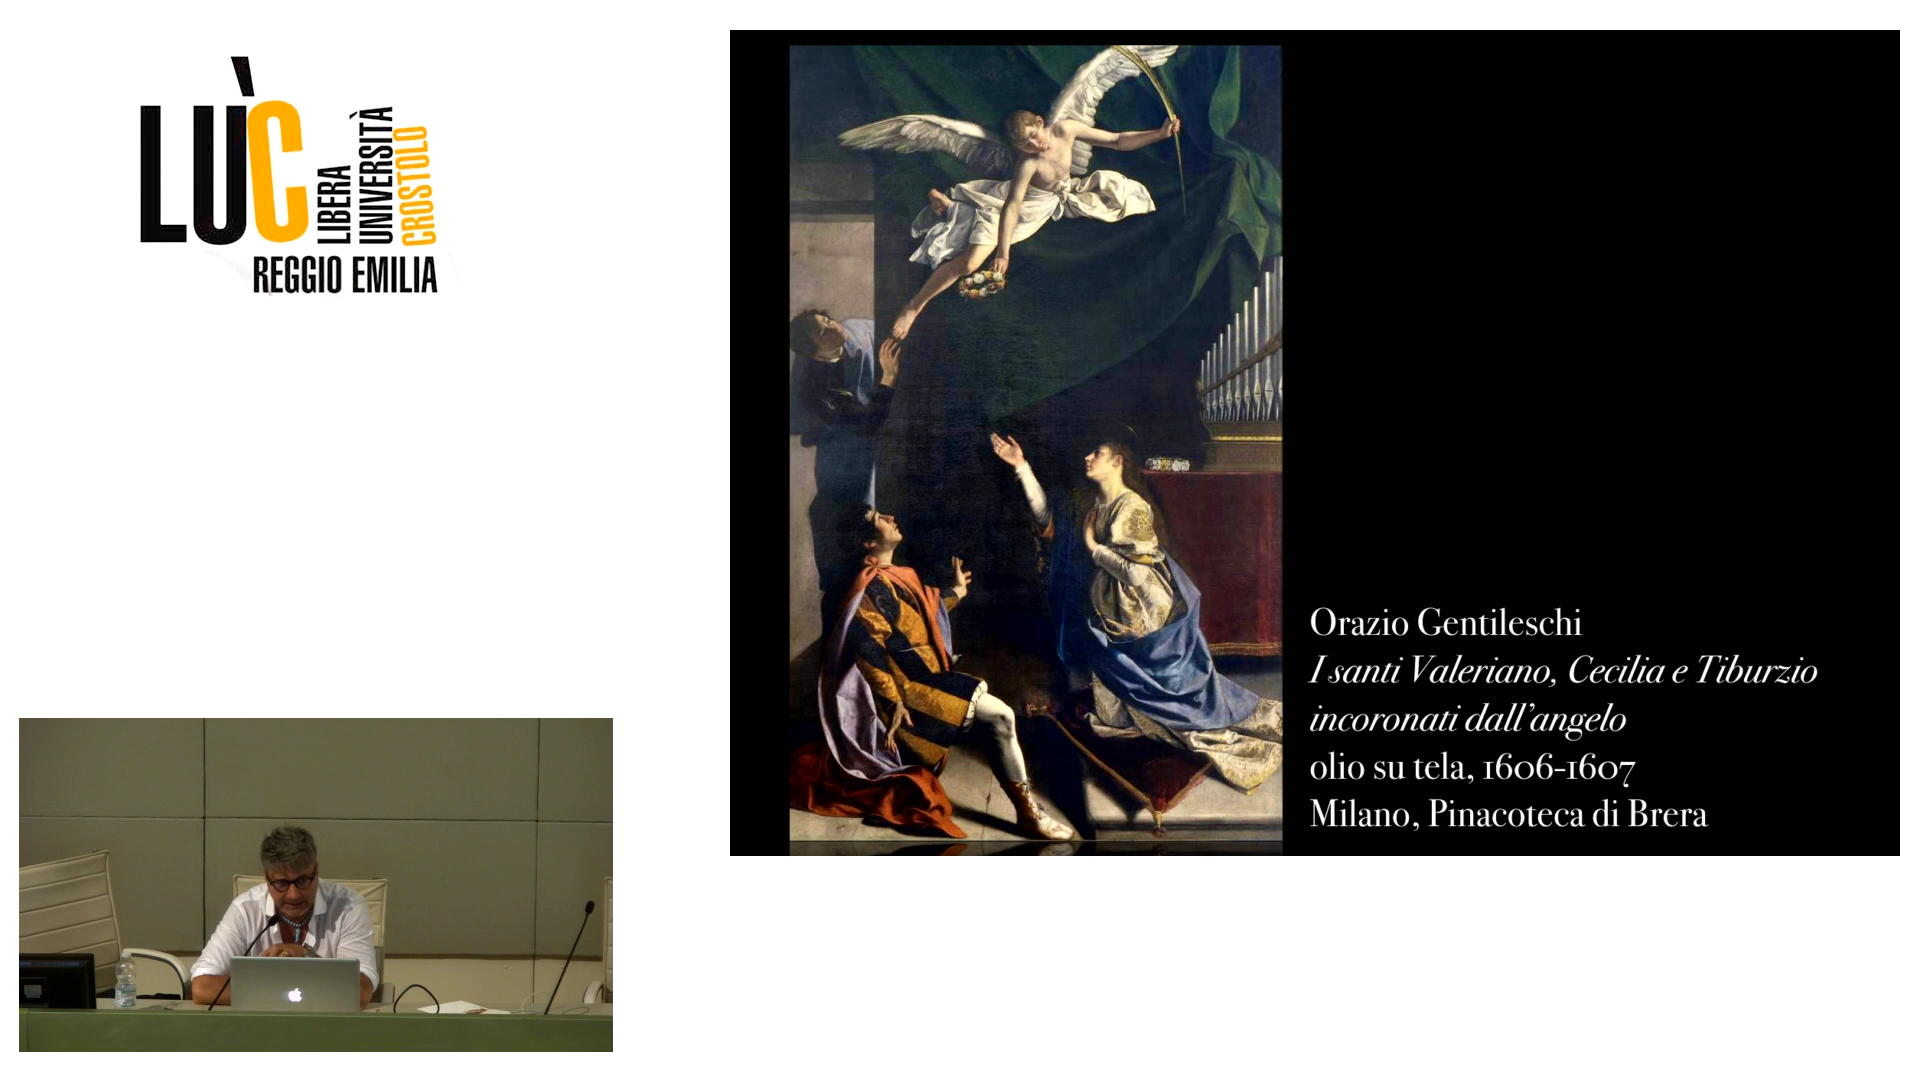 LÙC
LIBERA
UNIVERSITÀ
CROSTOLO
REGGIO EMILIA
Orazio Gentileschi
I santi Valeriano, Cecilia e Tiburzio
incoronati dall’angelo
olio su tela, 1606-1607
Milano, Pinacoteca di Brera